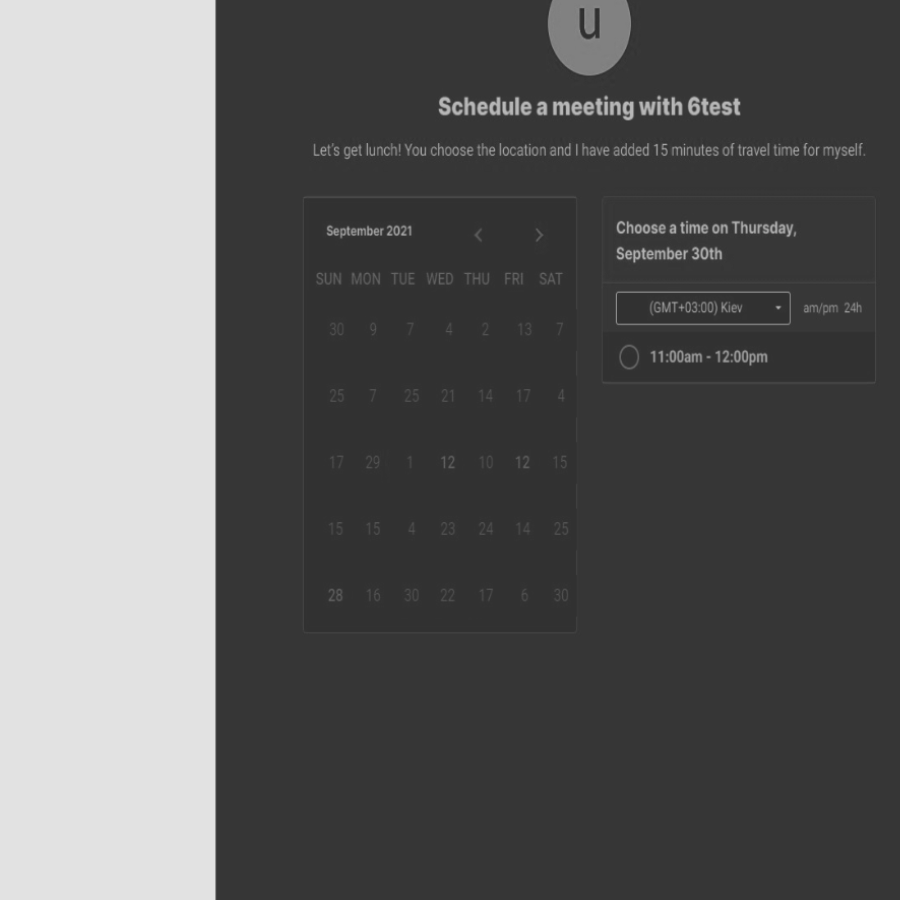 u
Schedule a meeting with 6test
Let's get lunch! You choose the location and I have added 15 minutes of travel time for myself.
September 2021
SUN MON TUE WED THU FRI SAT
30 9 7 4 2 13 7
25 7 25 21 14 17 4
17 29 1 12 10 12 15
15 15 4 23 24 14 25
28 16 30 22 17 6 30
Choose a time on Thursday,
September 30th
(GMT+03:00) Kiev am/pm 24h
11:00am - 12:00pm